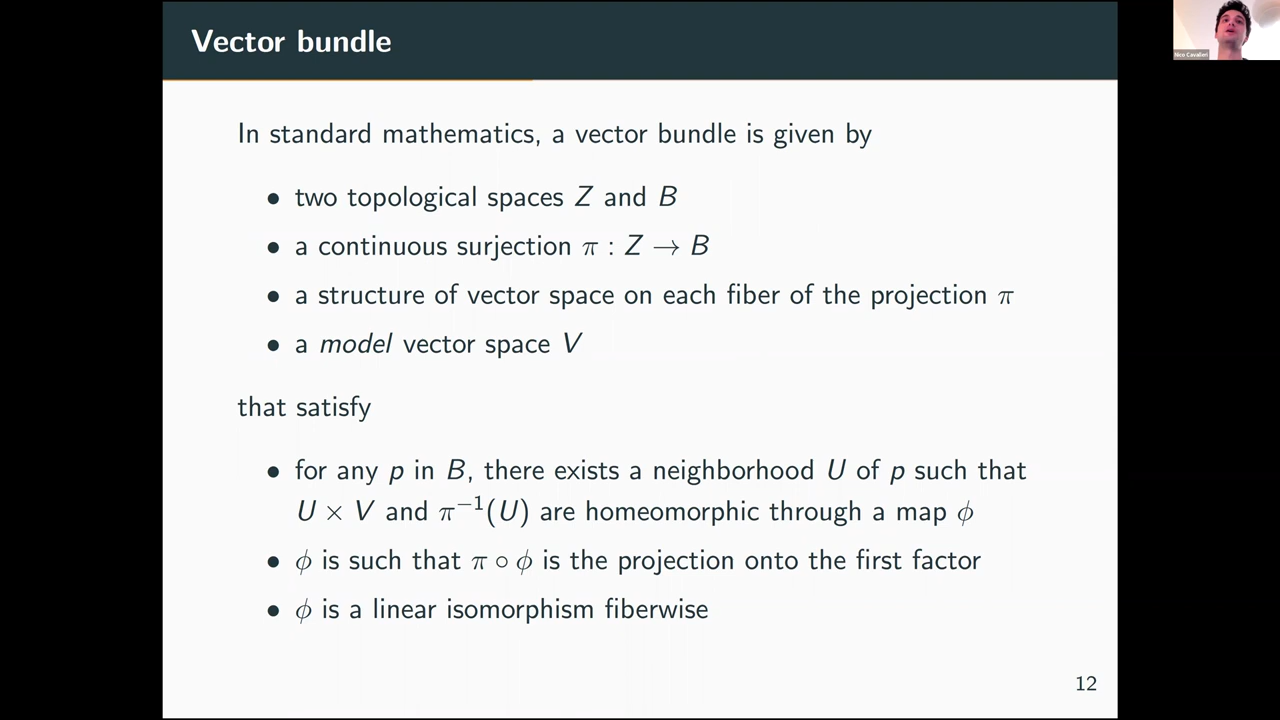 Vector bundle
In standard mathematics, a vector bundle is given by
• two topological spaces Z and B
• a continuous surjection π : Z → B
• a structure of vector space on each fiber of the projection π
• a model vector space V
that satisfy
• for any p in B, there exists a neighborhood U of p such that
U × V and π⁻¹(U) are homeomorphic through a map ϕ
• ϕ is such that π ∘ ϕ is the projection onto the first factor
• ϕ is a linear isomorphism fiberwise
12
Nico Cavalleri